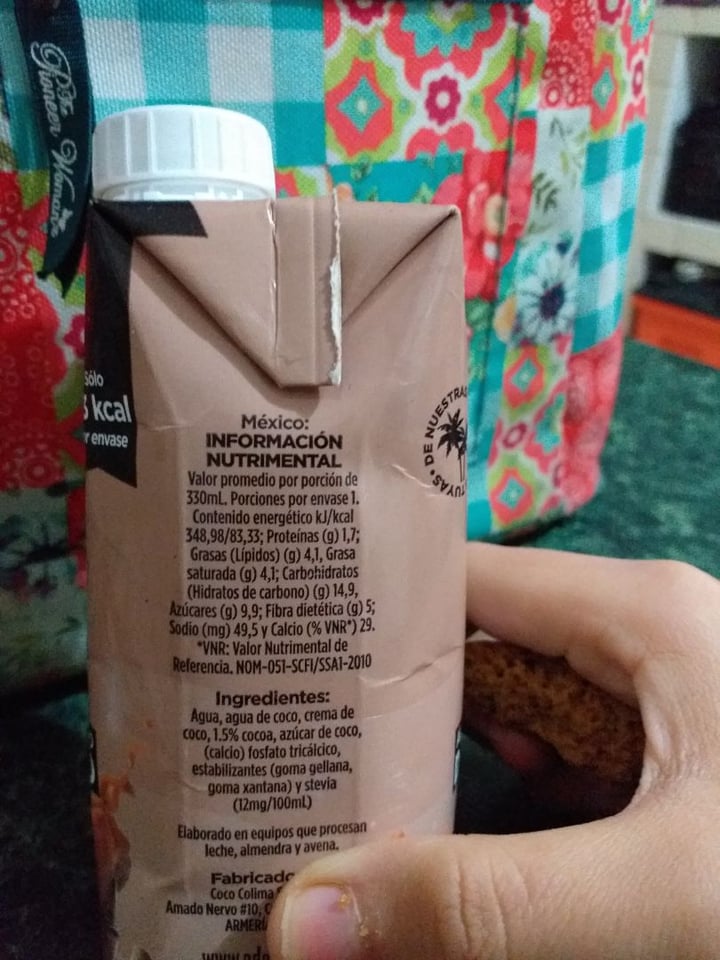 The
Pioneer Woman
Sólo
kcal
envase
México:
INFORMACIÓN
NUTRIMENTAL
Valor promedio por porción de
330mL. Porciones por envase 1.
Contenido energético kJ/kcal
348,98/83,33; Proteínas (g) 1,7;
Grasas (Lípidos) (g) 4,1, Grasa
saturada (g) 4,1; Carbohidratos
(Hidratos de carbono) (g) 14,9,
Azúcares (g) 9,9; Fibra dietética (g) 5;
Sodio (mg) 49,5 y Calcio (% VNR*) 29.
*VNR: Valor Nutrimental de
Referencia. NOM-051-SCFI/SSA1-2010
DE NUESTRAS
Ingredientes:
Agua, agua de coco, crema de
coco, 1.5% cocoa, azúcar de coco,
(calcio) fosfato tricálcico,
estabilizantes (goma gellana,
goma xantana) y stevia
(12mg/100mL)
Elaborado en equipos que procesan
leche, almendra y avena.
Fabricado
Coco Colima
Amado Nervo #10,